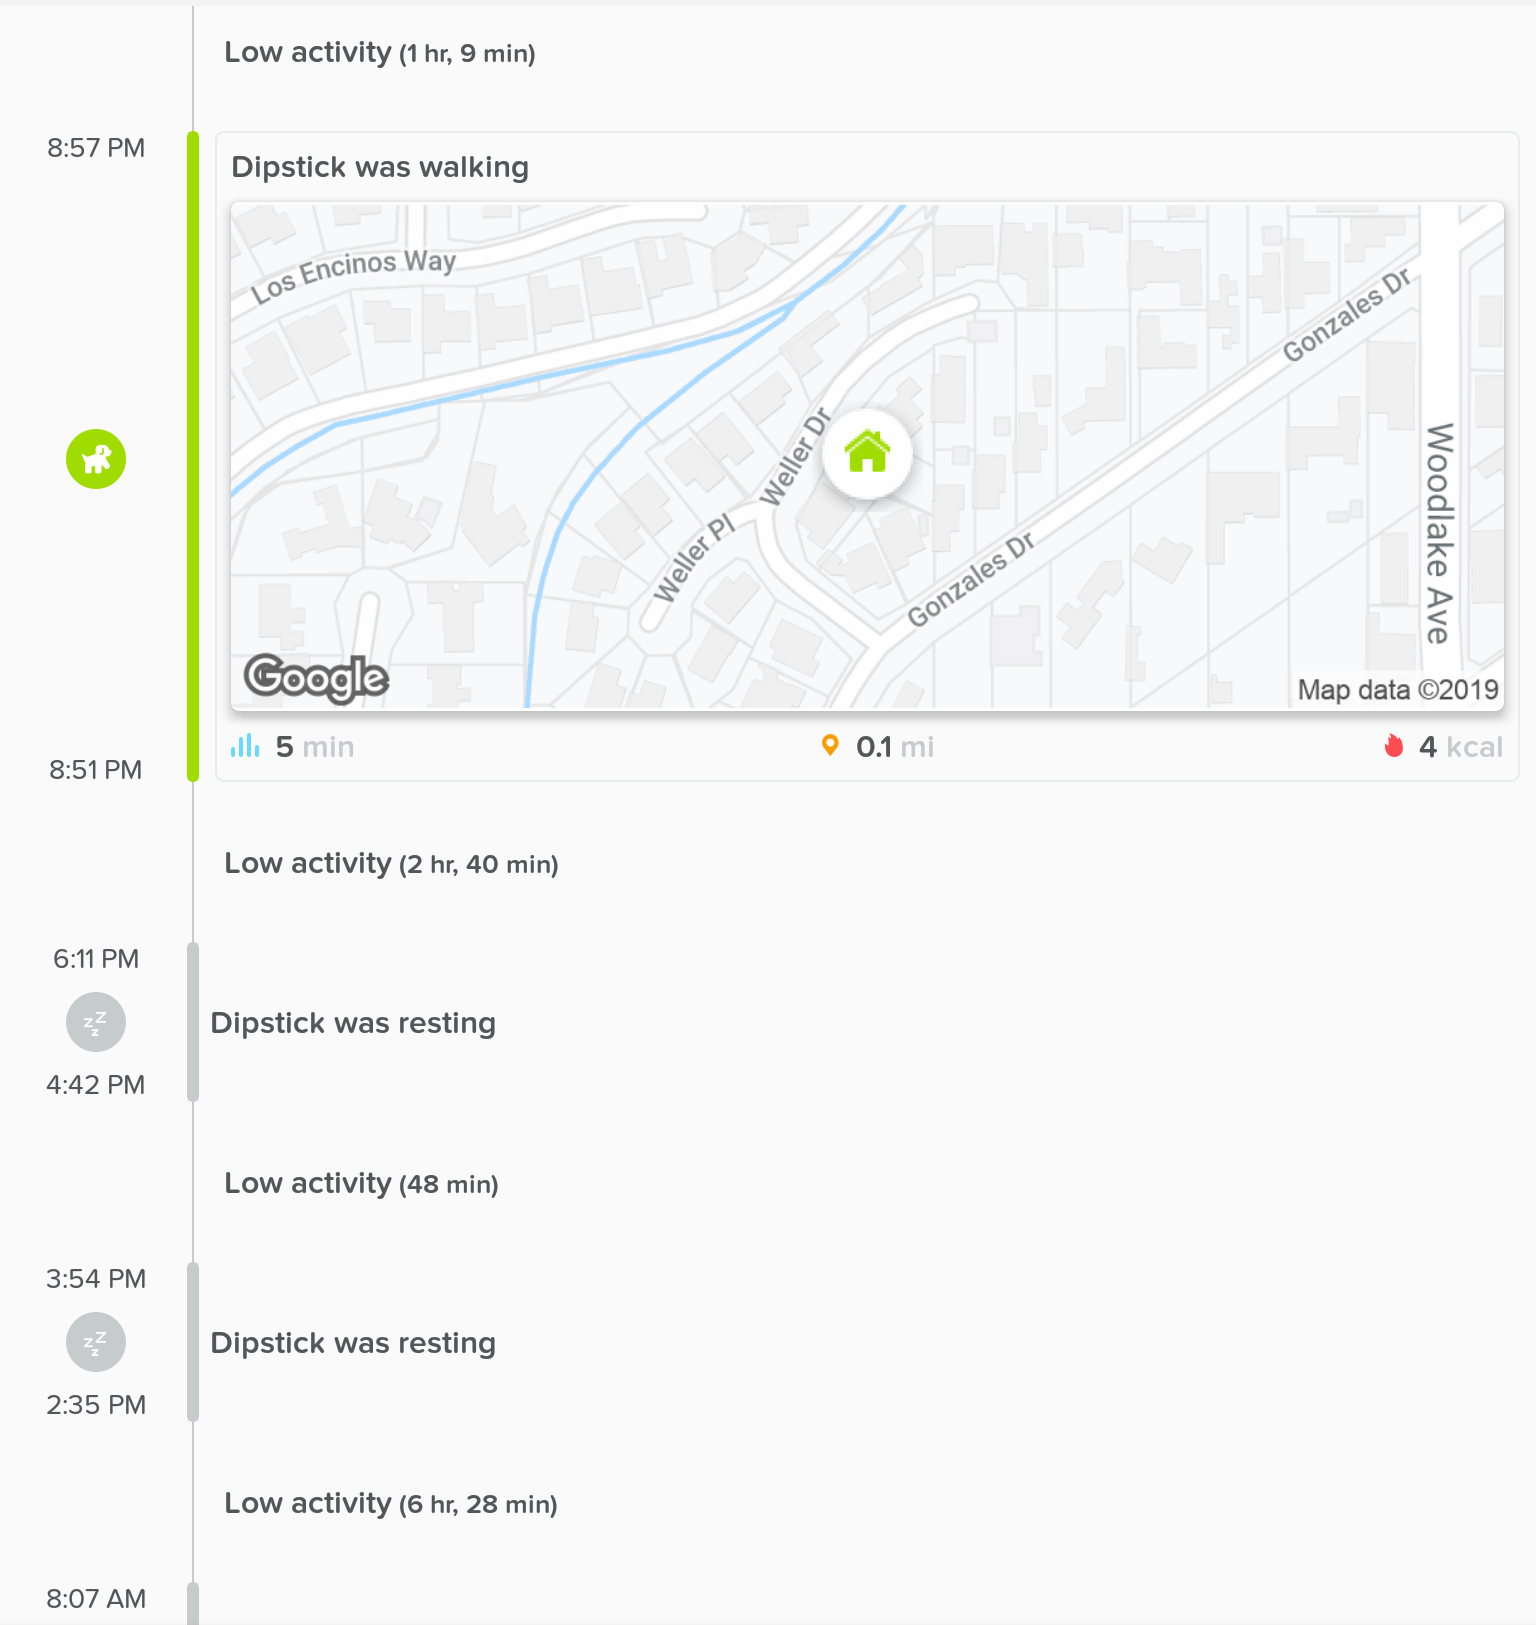 Low activity (1 hr, 9 min)
8:57 PM
Dipstick was walking
Los Encinos Way
Gonzales Dr
Weller Dr
Woodlake Ave
Weller Pl
Gonzales Dr
Google
Map data ©2019
5 min
0.1 mi
4 kcal
8:51 PM
Low activity (2 hr, 40 min)
6:11 PM
zzz
Dipstick was resting
4:42 PM
Low activity (48 min)
3:54 PM
zzz
Dipstick was resting
2:35 PM
Low activity (6 hr, 28 min)
8:07 AM